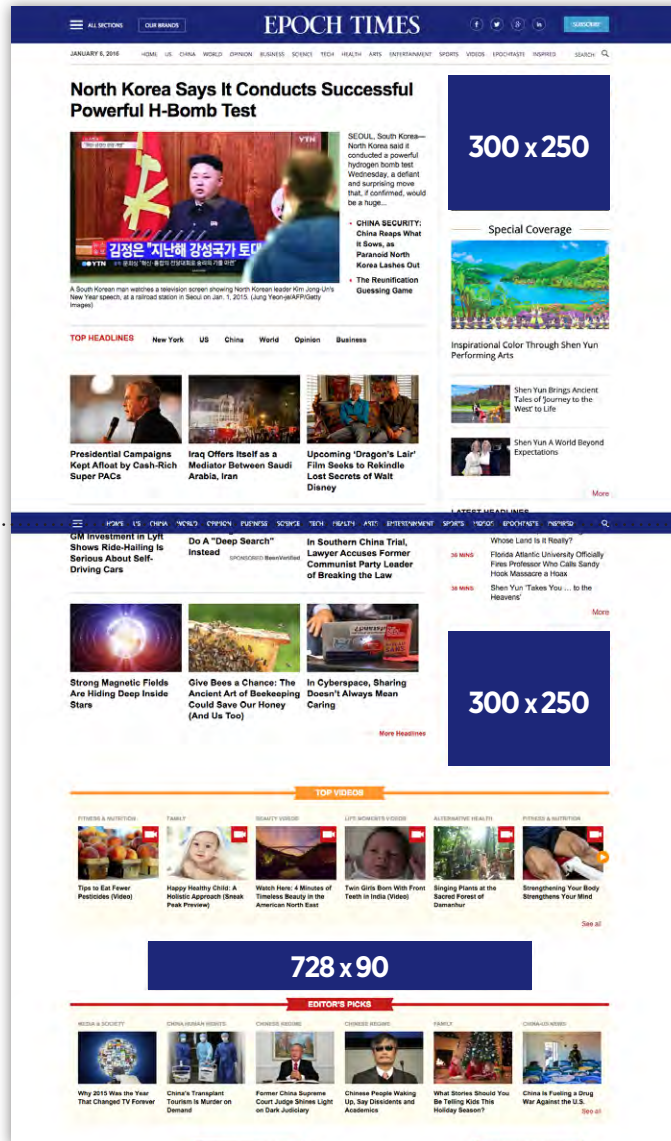 ALL SECTIONS
OUR BRANDS
EPOCH TIMES
SUBSCRIBE
JANUARY 6, 2016
HOME US CHINA WORLD OPINION BUSINESS SCIENCE TECH HEALTH ARTS ENTERTAINMENT SPORTS VIDEOS EPOCHTASTE INSPIRED
SEARCH
North Korea Says It Conducts Successful
Powerful H-Bomb Test
YTN
김정은 "지난해 강성국가 토대
YTN
SEOUL, South Korea—
North Korea said it
conducted a powerful
hydrogen bomb test
Wednesday, a defiant
and surprising move
that, if confirmed, would
be a huge...
CHINA SECURITY:
China Reaps What
It Sows, as
Paranoid North
Korea Lashes Out
The Reunification
Guessing Game
A South Korean man watches a television screen showing North Korean leader Kim Jong-Un's
New Year speech, at a railroad station in Seoul on Jan. 1, 2015. (Jung Yeon-je/AFP/Getty
Images)
300 x 250
Special Coverage
Inspirational Color Through Shen Yun
Performing Arts
Shen Yun Brings Ancient
Tales of 'Journey to the
West' to Life
Shen Yun A World Beyond
Expectations
More
TOP HEADLINES
New York US China World Opinion Business
Presidential Campaigns
Kept Afloat by Cash-Rich
Super PACs
Iraq Offers Itself as a
Mediator Between Saudi
Arabia, Iran
Upcoming 'Dragon's Lair'
Film Seeks to Rekindle
Lost Secrets of Walt
Disney
LATEST HEADLINES
HOME US CHINA WORLD OPINION BUSINESS SCIENCE TECH HEALTH ARTS ENTERTAINMENT SPORTS VIDEOS EPOCHTASTE INSPIRED
GM Investment in Lyft
Shows Ride-Hailing Is
Serious About Self-
Driving Cars
Do A "Deep Search"
Instead
SPONSORED BeenVerified
In Southern China Trial,
Lawyer Accuses Former
Communist Party Leader
of Breaking the Law
Whose Land Is it Really?
38 MINS
Florida Atlantic University Officially
Fires Professor Who Calls Sandy
Hook Massacre a Hoax
38 MINS
Shen Yun 'Takes You ... to the
Heavens'
More
Strong Magnetic Fields
Are Hiding Deep Inside
Stars
Give Bees a Chance: The
Ancient Art of Beekeeping
Could Save Our Honey
(And Us Too)
In Cyberspace, Sharing
Doesn't Always Mean
Caring
More Headlines
300 x 250
TOP VIDEOS
FITNESS & NUTRITION
Tips to Eat Fewer
Pesticides (Video)
FAMILY
Happy Healthy Child: A
Holistic Approach (Sneak
Peak Preview)
BEAUTY VIDEOS
Watch Here: 4 Minutes of
Timeless Beauty in the
American North East
LIFE MOMENTS VIDEOS
Twin Girls Born With Front
Teeth in India (Video)
ALTERNATIVE HEALTH
Singing Plants at the
Sacred Forest of
Damanhur
FITNESS & NUTRITION
Strengthening Your Body
Strengthens Your Mind
See all
728 x 90
EDITOR'S PICKS
MEDIA & SOCIETY
Why 2015 Was the Year
That Changed TV Forever
CHINA HUMAN RIGHTS
China's Transplant
Tourism Is Murder on
Demand
CHINESE REGIME
Former China Supreme
Court Judge Shines Light
on Dark Judiciary
CHINESE REGIME
Chinese People Waking
Up, Say Dissidents and
Academics
FAMILY
What Stories Should You
Be Telling Kids This
Holiday Season?
CHINA-US NEWS
China Is Fueling a Drug
War Against the U.S.
See all